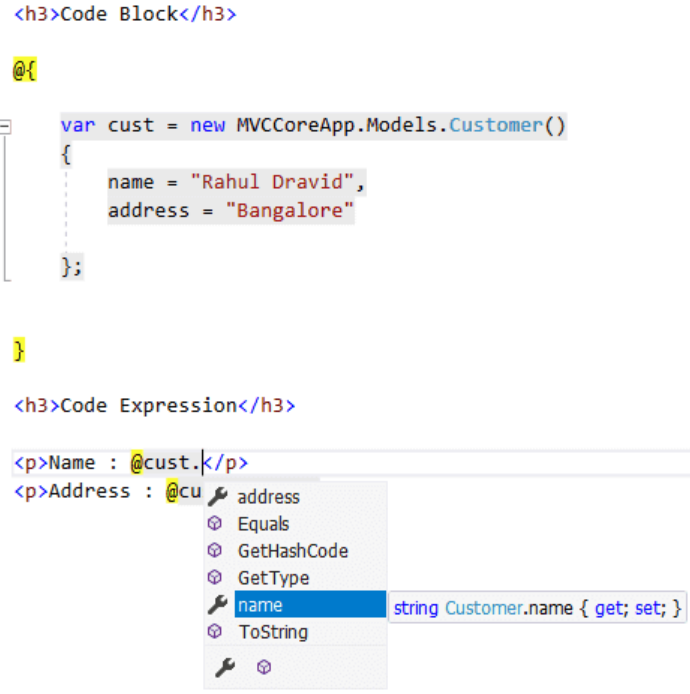 <h3>Code Block</h3>
@{
var cust = new MVCCoreApp.Models.Customer()
{
name = "Rahul Dravid",
address = "Bangalore"
};
}
<h3>Code Expression</h3>
<p>Name : @cust.</p>
<p>Address : @cu
address
Equals
GetHashCode
GetType
name
string Customer.name { get; set; }
ToString